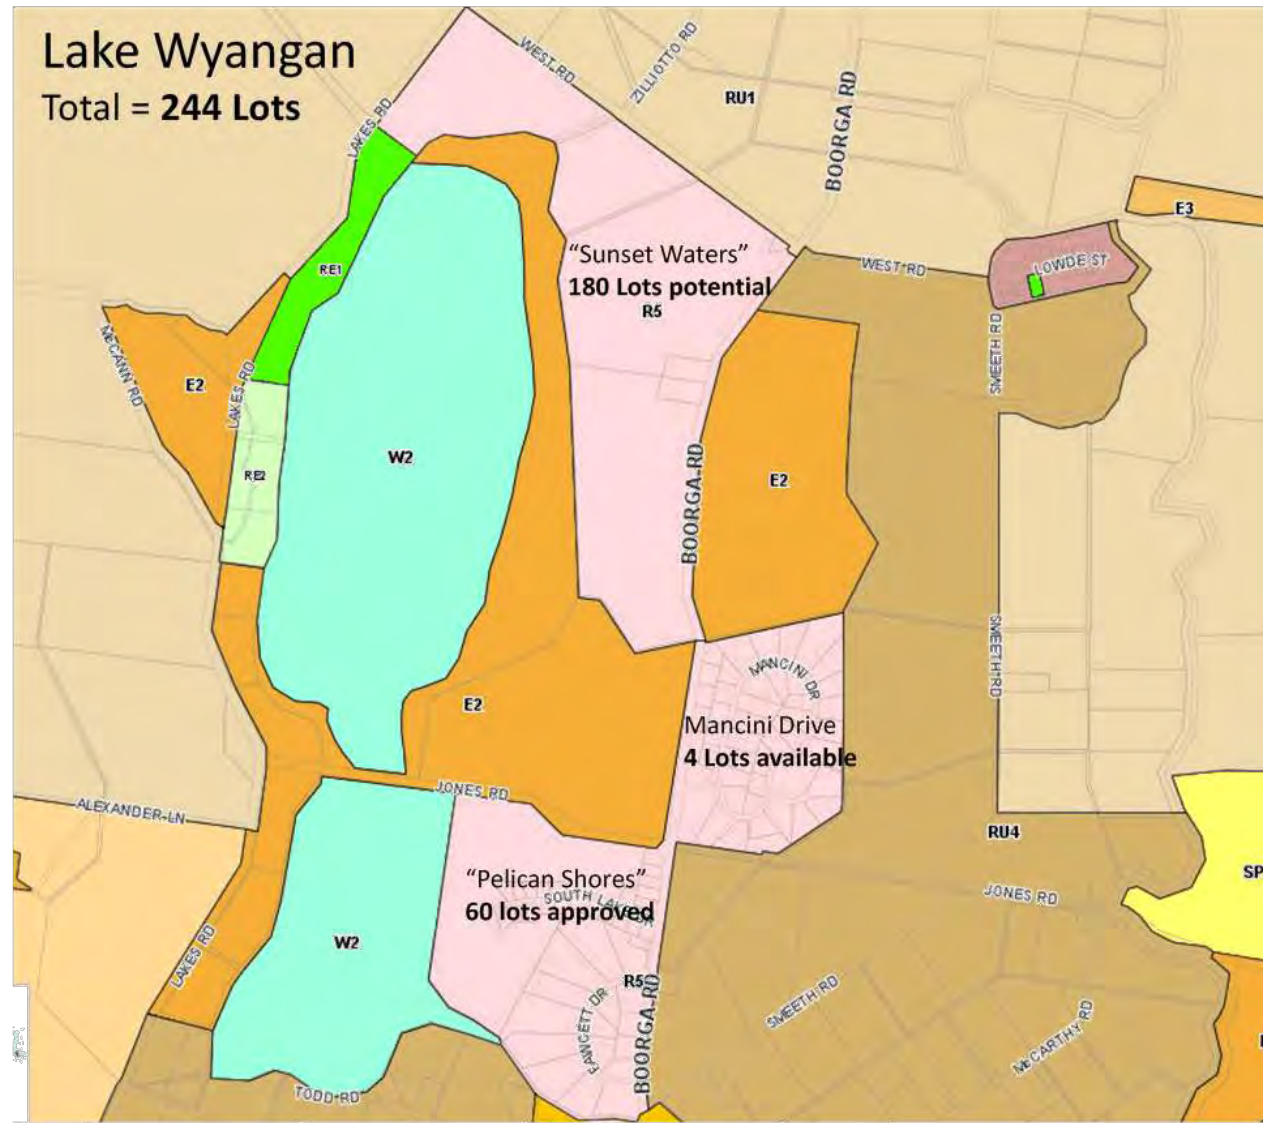 Lake Wyangan
Total = 244 Lots
WEST RD
ZILLIOTTO RD
RU1
BOORGA RD
LAKES RD
E3
"Sunset Waters"
180 Lots potential
R5
WEST RD
LOWDE ST
RE1
SMEETH RD
McCANN RD
E2
LAKES RD
RE2
W2
BOORGA RD
E2
SMEETH RD
MANCINI DR
E2
Mancini Drive
4 Lots available
JONES RD
ALEXANDER LN
RU4
"Pelican Shores"
SOUTH LAKE DR
60 lots approved
JONES RD
SP
W2
LAKES RD
R5
BOORGA RD
FAWCETT DR
SMEETH RD
McCARTHY RD
TODD RD